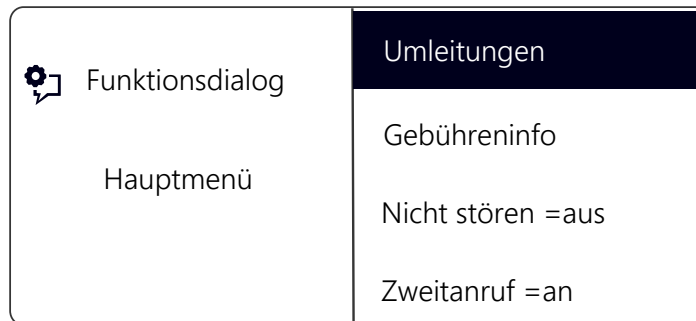 Funktionsdialog
Hauptmenü
Umleitungen
Gebühreninfo
Nicht stören =aus
Zweitanruf =an